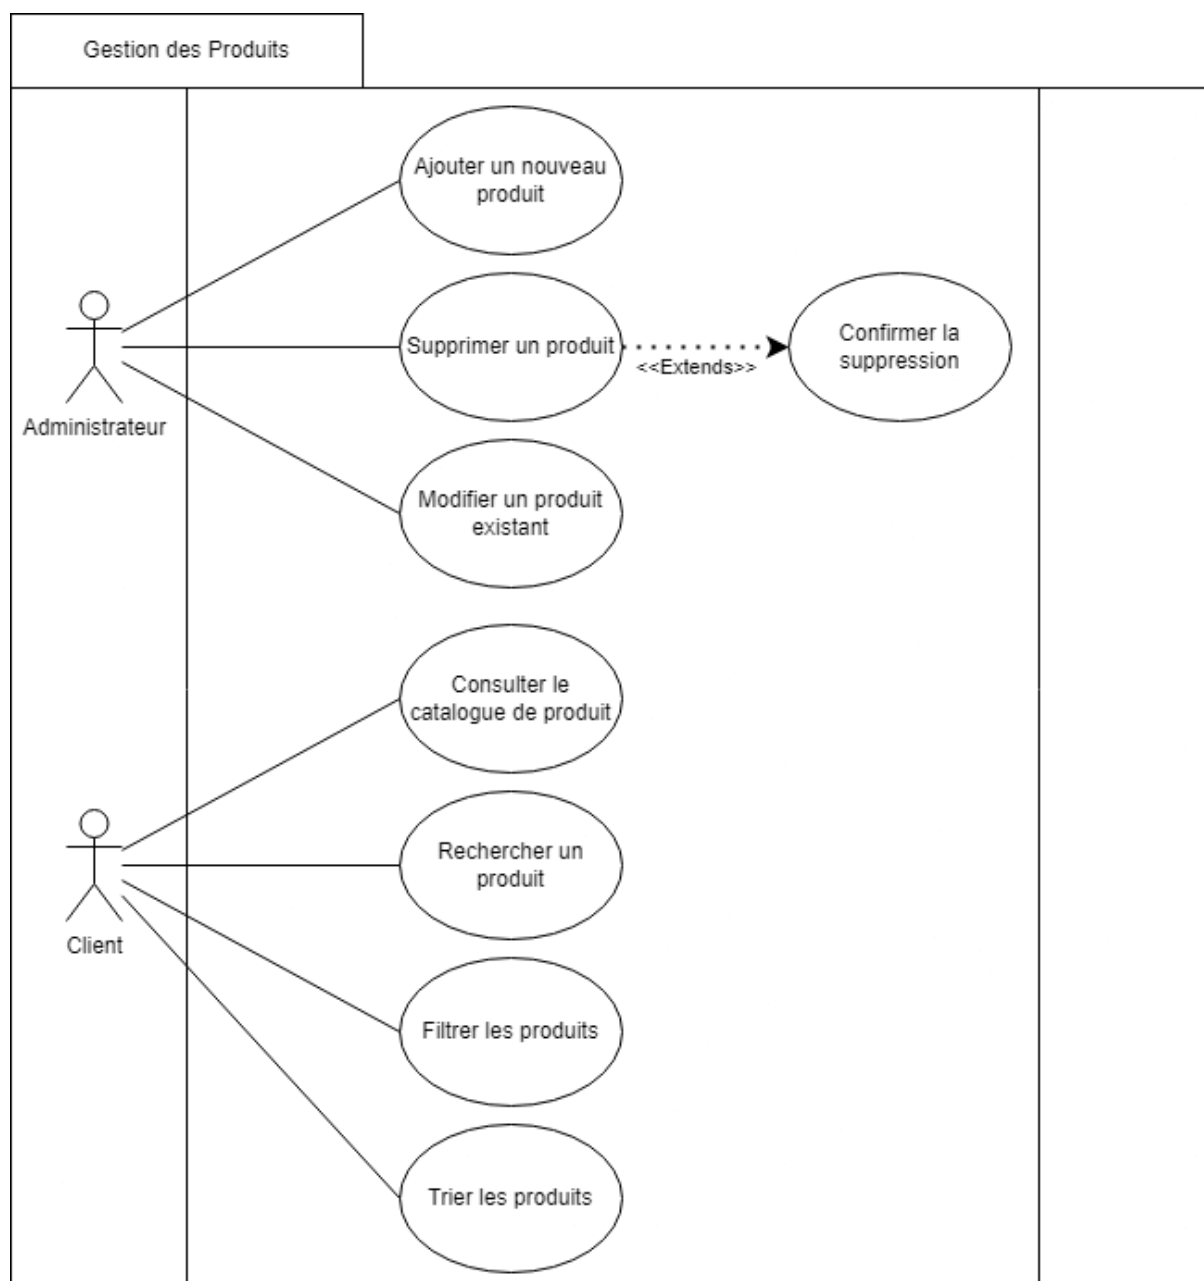 Gestion des Produits
Ajouter un nouveau
produit
Supprimer un produit
<<Extends>>
Confirmer la
suppression
Administrateur
Modifier un produit
existant
Consulter le
catalogue de produit
Rechercher un
produit
Client
Filtrer les produits
Trier les produits